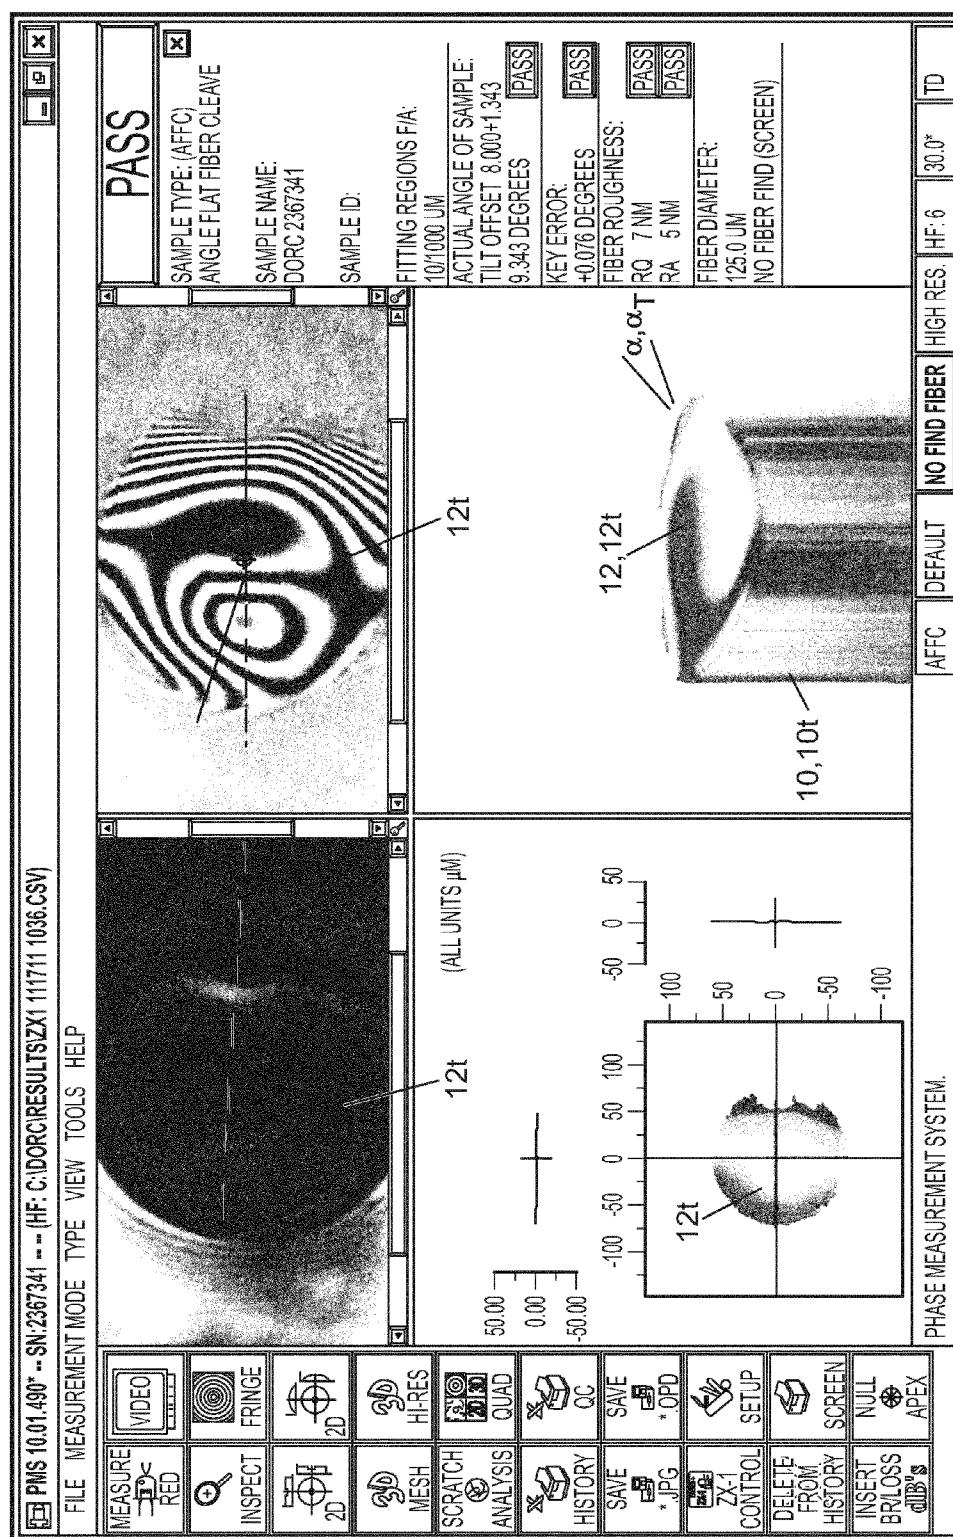 PMS 10.01.490* -- SN:2367341 -- -- (HF: C:\DORC\RESULTS\ZX1 111711 1036.CSV)
FILE MEASUREMENT MODE TYPE VIEW TOOLS HELP
MEASURE
RED
VIDEO
INSPECT
FRINGE
2D
2D
3D
MESH
3D
HI-RES
SCRATCH
ANALYSIS
2D 3D
QUAD
HISTORY
QC
SAVE
*.JPG
SAVE
*.OPD
ZX-1
CONTROL
SETUP
DELETE
FROM
HISTORY
SCREEN
INSERT
BR/LOSS
dB's
NULL
APEX
12t
12t
(ALL UNITS µM)
50.00
0.00
-50.00
-50 0 50
-100 -50 0 50 100
100
50
0
-50
-100
12t
12,12t
α,αT
10,10t
PASS
SAMPLE TYPE: (AFFC)
ANGLE FLAT FIBER CLEAVE
SAMPLE NAME:
DORC 2367341
SAMPLE ID:
FITTING REGIONS F/A:
10/1000 UM
ACTUAL ANGLE OF SAMPLE:
TILT OFFSET 8.000+1.343
9.343 DEGREES PASS
KEY ERROR:
+0.076 DEGREES PASS
FIBER ROUGHNESS:
RQ 7 NM PASS
RA 5 NM PASS
FIBER DIAMETER:
125.0 UM
NO FIBER FIND (SCREEN)
PHASE MEASUREMENT SYSTEM.
AFFC DEFAULT NO FIND FIBER HIGH RES. HF: 6 30.0* TD